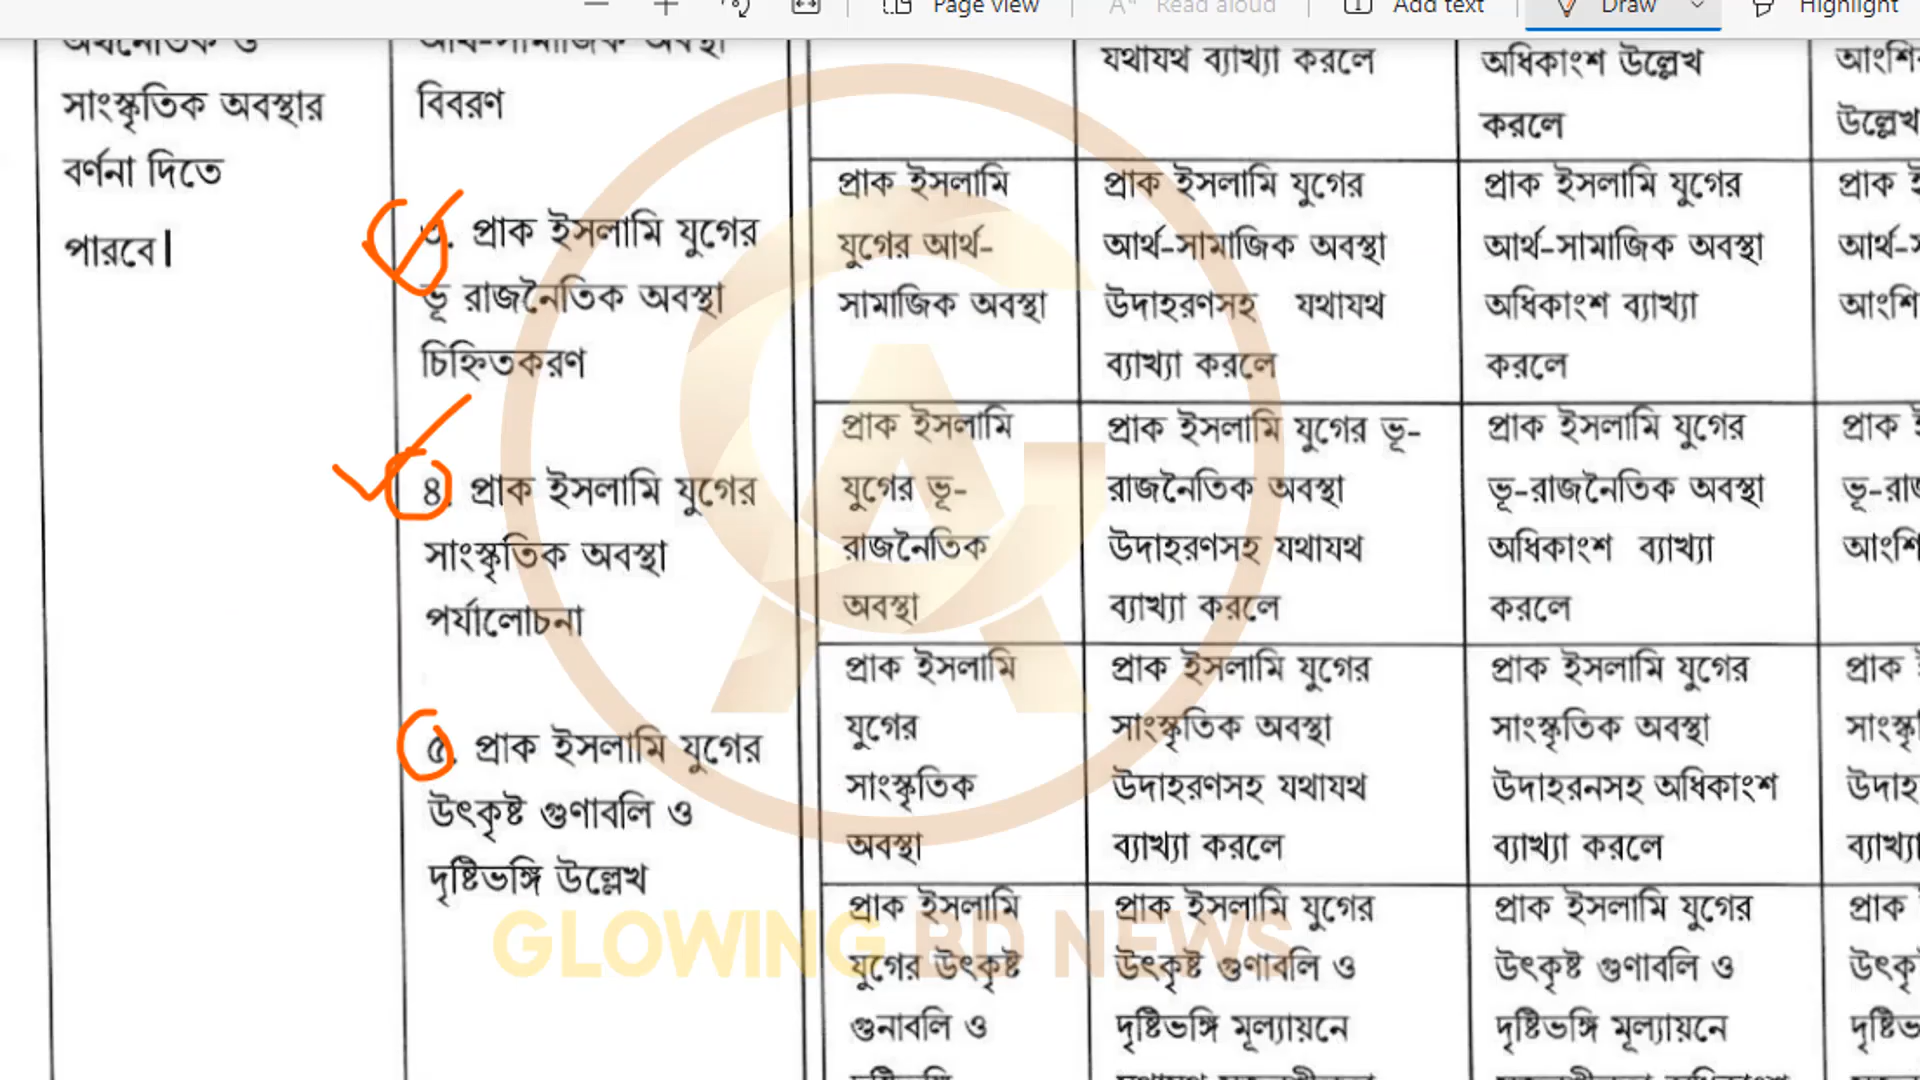 Page view
Read aloud
Add text
Draw
Highlight
সাংস্কৃতিক অবস্থার
বর্ণনা দিতে
পারবে।
বিবরণ
৩. প্রাক ইসলামি যুগের
ভূ রাজনৈতিক অবস্থা
চিহ্নিতকরণ
৪. প্রাক ইসলামি যুগের
সাংস্কৃতিক অবস্থা
পর্যালোচনা
৫. প্রাক ইসলামি যুগের
উৎকৃষ্ট গুণাবলি ও
দৃষ্টিভঙ্গি উল্লেখ
যথাযথ ব্যাখ্যা করলে
অধিকাংশ উল্লেখ
করলে
উল্লেখ
প্রাক ইসলামি
যুগের আর্থ-
সামাজিক অবস্থা
প্রাক ইসলামি যুগের
আর্থ-সামাজিক অবস্থা
উদাহরণসহ যথাযথ
ব্যাখ্যা করলে
প্রাক ইসলামি যুগের
আর্থ-সামাজিক অবস্থা
অধিকাংশ ব্যাখ্যা
করলে
প্রাক
আর্থ-
প্রাক ইসলামি
যুগের ভূ-
রাজনৈতিক
অবস্থা
প্রাক ইসলামি যুগের ভূ-
রাজনৈতিক অবস্থা
উদাহরণসহ যথাযথ
ব্যাখ্যা করলে
প্রাক ইসলামি যুগের
ভূ-রাজনৈতিক অবস্থা
অধিকাংশ ব্যাখ্যা
করলে
প্রাক
প্রাক ইসলামি
যুগের
সাংস্কৃতিক
অবস্থা
প্রাক ইসলামি যুগের
সাংস্কৃতিক অবস্থা
উদাহরণসহ যথাযথ
ব্যাখ্যা করলে
প্রাক ইসলামি যুগের
সাংস্কৃতিক অবস্থা
উদাহরনসহ অধিকাংশ
ব্যাখ্যা করলে
প্রাক
ব্যাখ্যা
প্রাক ইসলামি
যুগের উৎকৃষ্ট
গুনাবলি ও
প্রাক ইসলামি যুগের
উৎকৃষ্ট গুণাবলি ও
দৃষ্টিভঙ্গি মূল্যায়নে
প্রাক ইসলামি যুগের
উৎকৃষ্ট গুণাবলি ও
দৃষ্টিভঙ্গি মূল্যায়নে
প্রাক
GLOWING BD NEWS